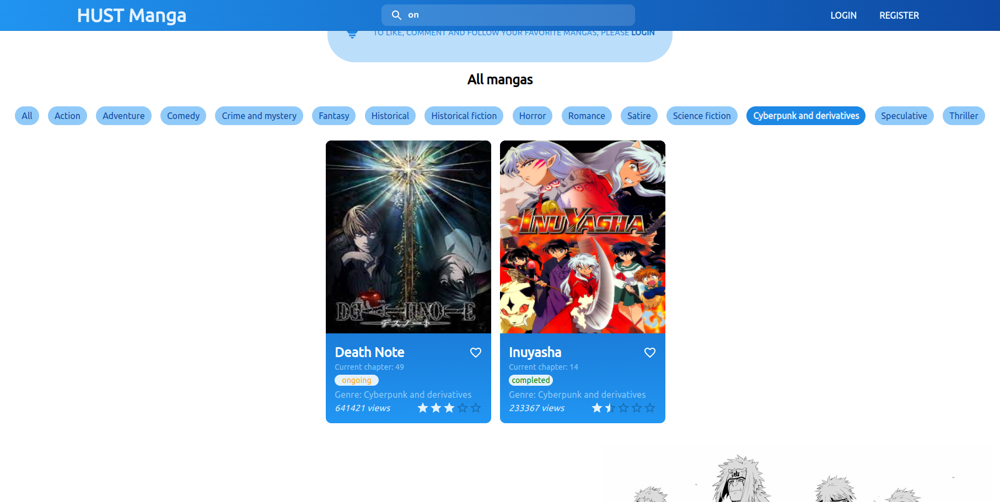 HUST Manga
on
LOGIN
REGISTER
TO LIKE, COMMENT AND FOLLOW YOUR FAVORITE MANGAS, PLEASE LOGIN
All mangas
All
Action
Adventure
Comedy
Crime and mystery
Fantasy
Historical
Historical fiction
Horror
Romance
Satire
Science fiction
Cyberpunk and derivatives
Speculative
Thriller
DEATH NOTE
デスノート
INUYASHA
Death Note
Current chapter: 49
ongoing
Genre: Cyberpunk and derivatives
641421 views
Inuyasha
Current chapter: 14
completed
Genre: Cyberpunk and derivatives
233367 views
油